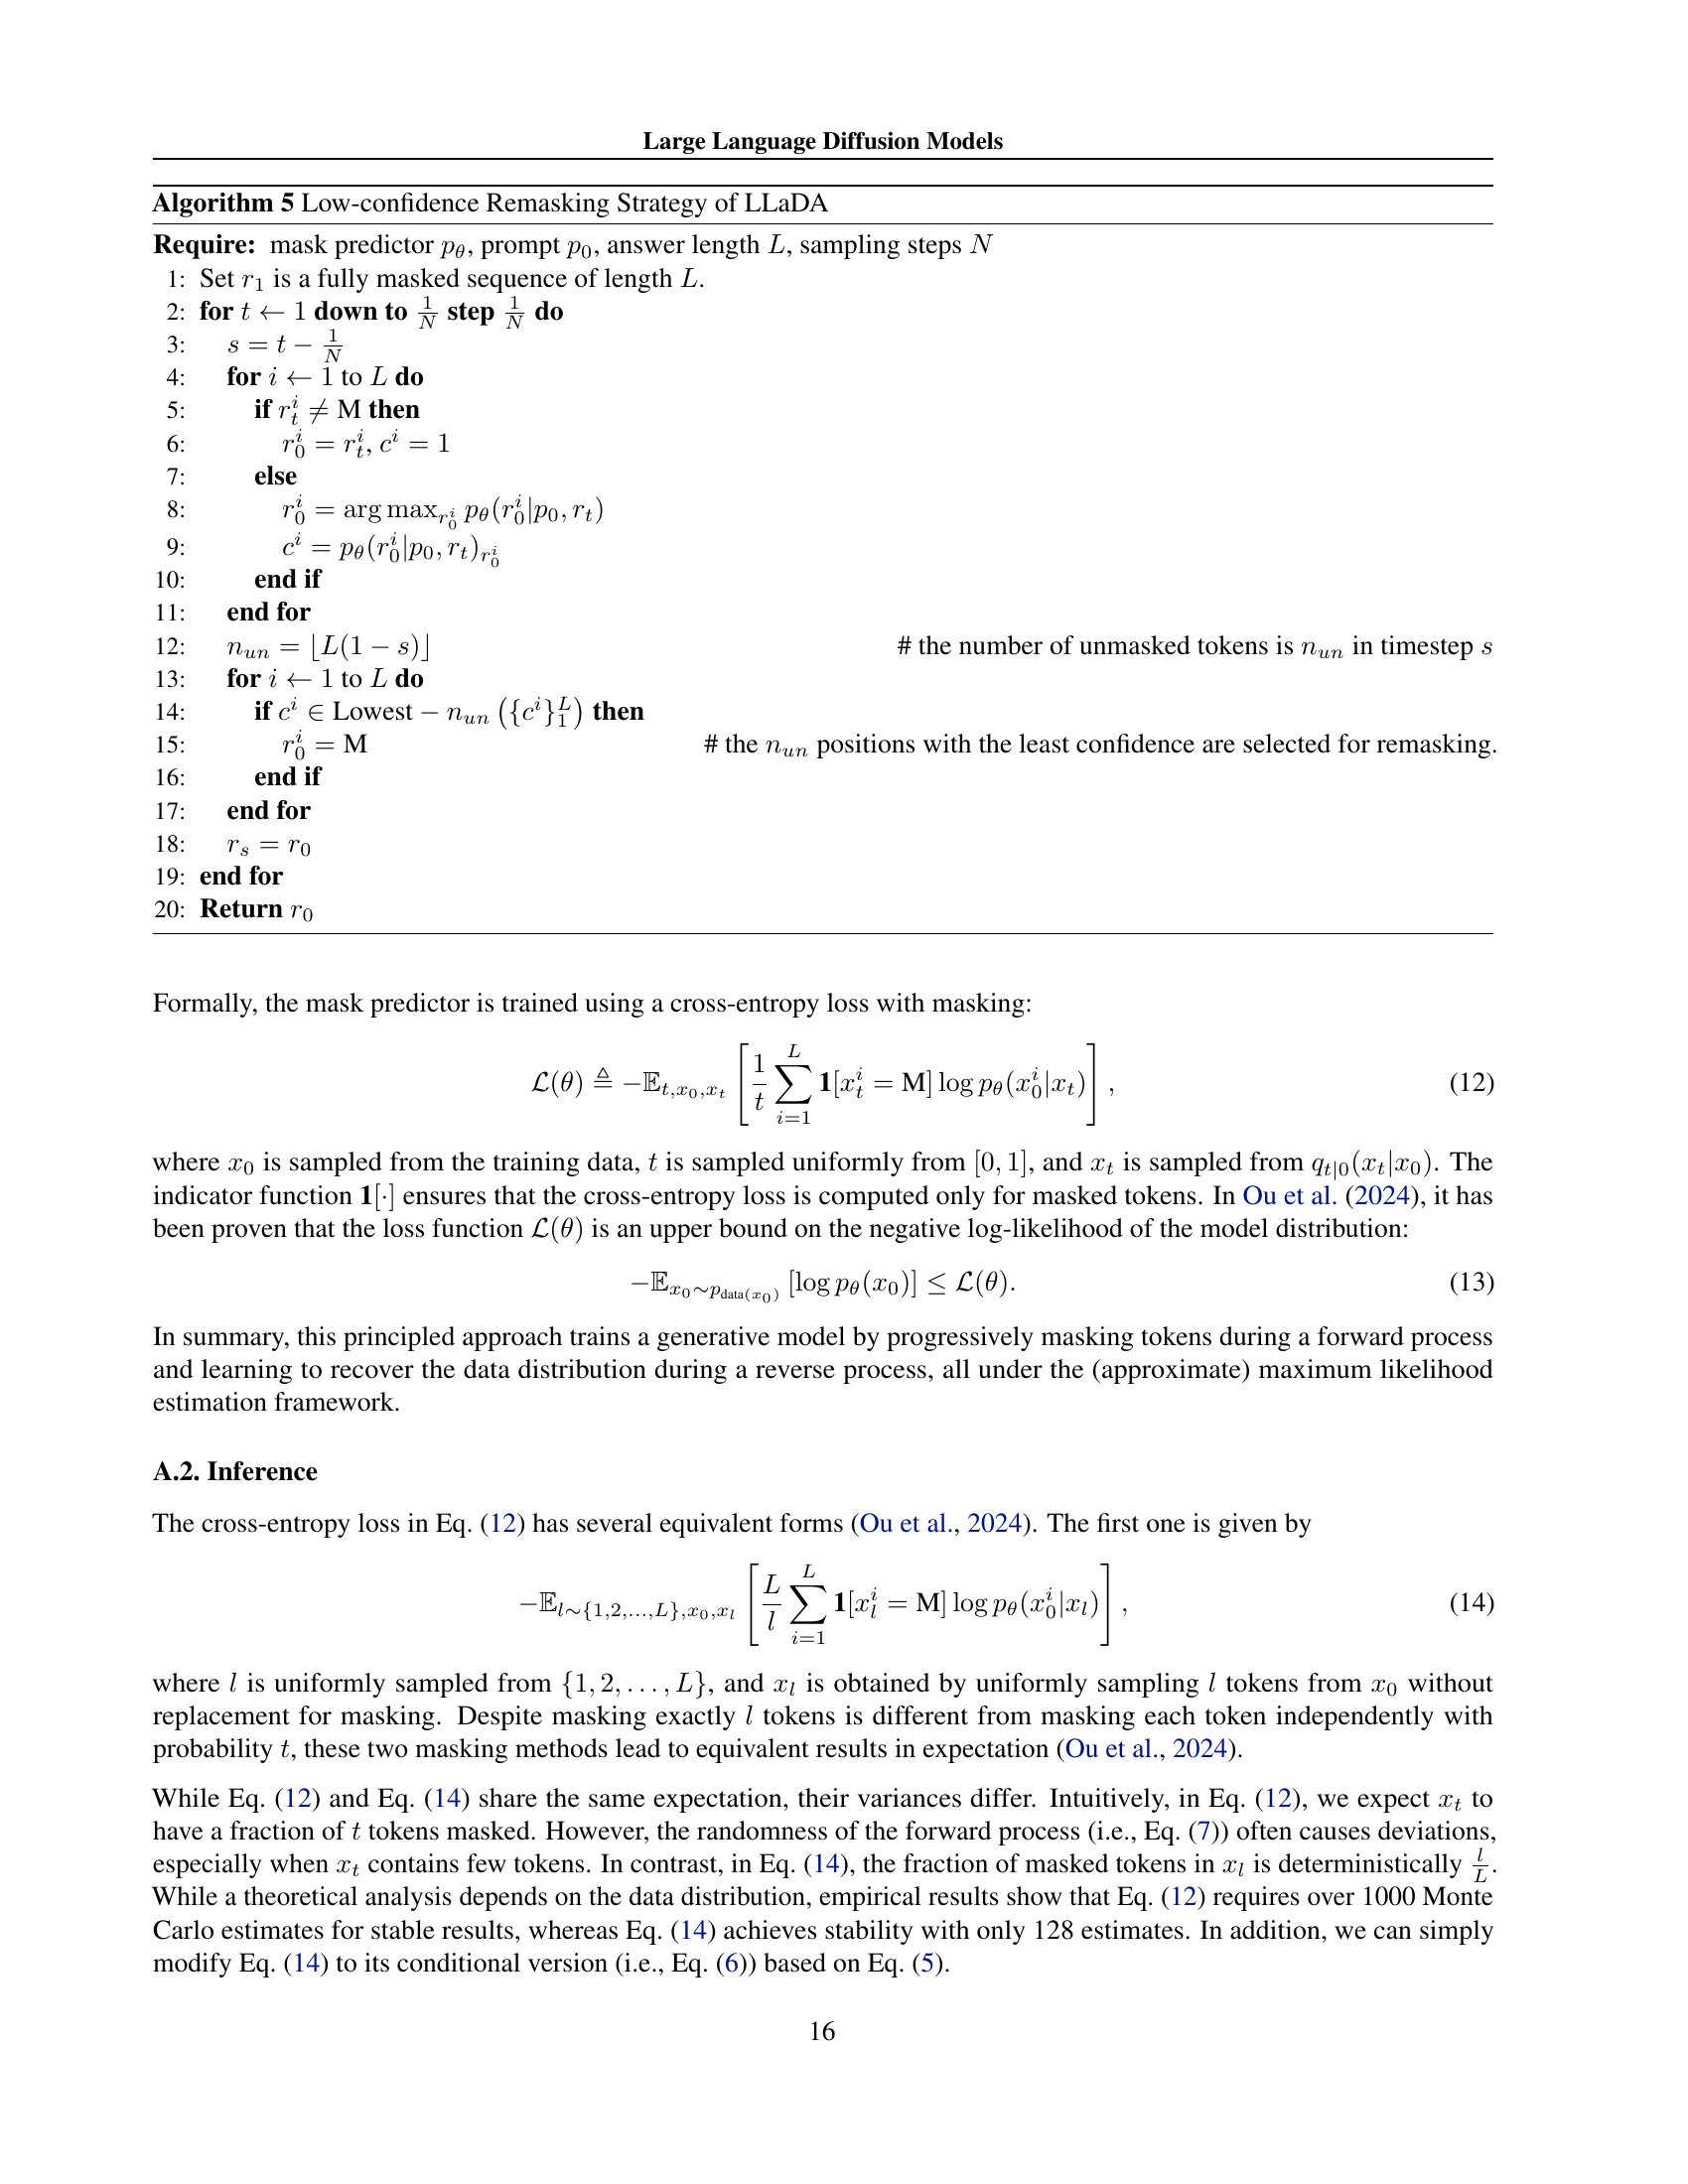 Large Language Diffusion Models
Algorithm 5 Low-confidence Remasking Strategy of LLaDA
Require: mask predictor $p_\theta$, prompt $p_0$, answer length $L$, sampling steps $N$
1: Set $r_1$ is a fully masked sequence of length $L$.
2: for $t \leftarrow 1$ down to $\frac{1}{N}$ step $\frac{1}{N}$ do
3: $s = t - \frac{1}{N}$
4: for $i \leftarrow 1$ to $L$ do
5: if $r_t^i \neq \text{M}$ then
6: $r_0^i = r_t^i$, $c^i = 1$
7: else
8: $r_0^i = \arg\max_{r_0^i} p_\theta(r_0^i|p_0, r_t)$
9: $c^i = p_\theta(r_0^i|p_0, r_t)_{r_0^i}$
10: end if
11: end for
12: $n_{un} = \lfloor L(1-s) \rfloor$ # the number of unmasked tokens is $n_{un}$ in timestep $s$
13: for $i \leftarrow 1$ to $L$ do
14: if $c^i \in \text{Lowest} - n_{un}\left(\{c^i\}_1^L\right)$ then
15: $r_0^i = \text{M}$ # the $n_{un}$ positions with the least confidence are selected for remasking.
16: end if
17: end for
18: $r_s = r_0$
19: end for
20: Return $r_0$
Formally, the mask predictor is trained using a cross-entropy loss with masking:
$\mathcal{L}(\theta) \triangleq -\mathbb{E}_{t,x_0,x_t}\left[\frac{1}{t}\sum_{i=1}^{L} \mathbf{1}[x_t^i = \text{M}] \log p_\theta(x_0^i|x_t)\right],$ (12)
where $x_0$ is sampled from the training data, $t$ is sampled uniformly from $[0, 1]$, and $x_t$ is sampled from $q_{t|0}(x_t|x_0)$. The
indicator function $\mathbf{1}[\cdot]$ ensures that the cross-entropy loss is computed only for masked tokens. In Ou et al. (2024), it has
been proven that the loss function $\mathcal{L}(\theta)$ is an upper bound on the negative log-likelihood of the model distribution:
$-\mathbb{E}_{x_0 \sim p_{\text{data}(x_0)}}[\log p_\theta(x_0)] \leq \mathcal{L}(\theta).$ (13)
In summary, this principled approach trains a generative model by progressively masking tokens during a forward process
and learning to recover the data distribution during a reverse process, all under the (approximate) maximum likelihood
estimation framework.
A.2. Inference
The cross-entropy loss in Eq. (12) has several equivalent forms (Ou et al., 2024). The first one is given by
$-\mathbb{E}_{l \sim \{1,2,\ldots,L\},x_0,x_l}\left[\frac{L}{l}\sum_{i=1}^{L} \mathbf{1}[x_l^i = \text{M}] \log p_\theta(x_0^i|x_l)\right],$ (14)
where $l$ is uniformly sampled from $\{1, 2, \ldots, L\}$, and $x_l$ is obtained by uniformly sampling $l$ tokens from $x_0$ without
replacement for masking. Despite masking exactly $l$ tokens is different from masking each token independently with
probability $t$, these two masking methods lead to equivalent results in expectation (Ou et al., 2024).
While Eq. (12) and Eq. (14) share the same expectation, their variances differ. Intuitively, in Eq. (12), we expect $x_t$ to
have a fraction of $t$ tokens masked. However, the randomness of the forward process (i.e., Eq. (7)) often causes deviations,
especially when $x_t$ contains few tokens. In contrast, in Eq. (14), the fraction of masked tokens in $x_l$ is deterministically $\frac{l}{L}$.
While a theoretical analysis depends on the data distribution, empirical results show that Eq. (12) requires over 1000 Monte
Carlo estimates for stable results, whereas Eq. (14) achieves stability with only 128 estimates. In addition, we can simply
modify Eq. (14) to its conditional version (i.e., Eq. (6)) based on Eq. (5).
16